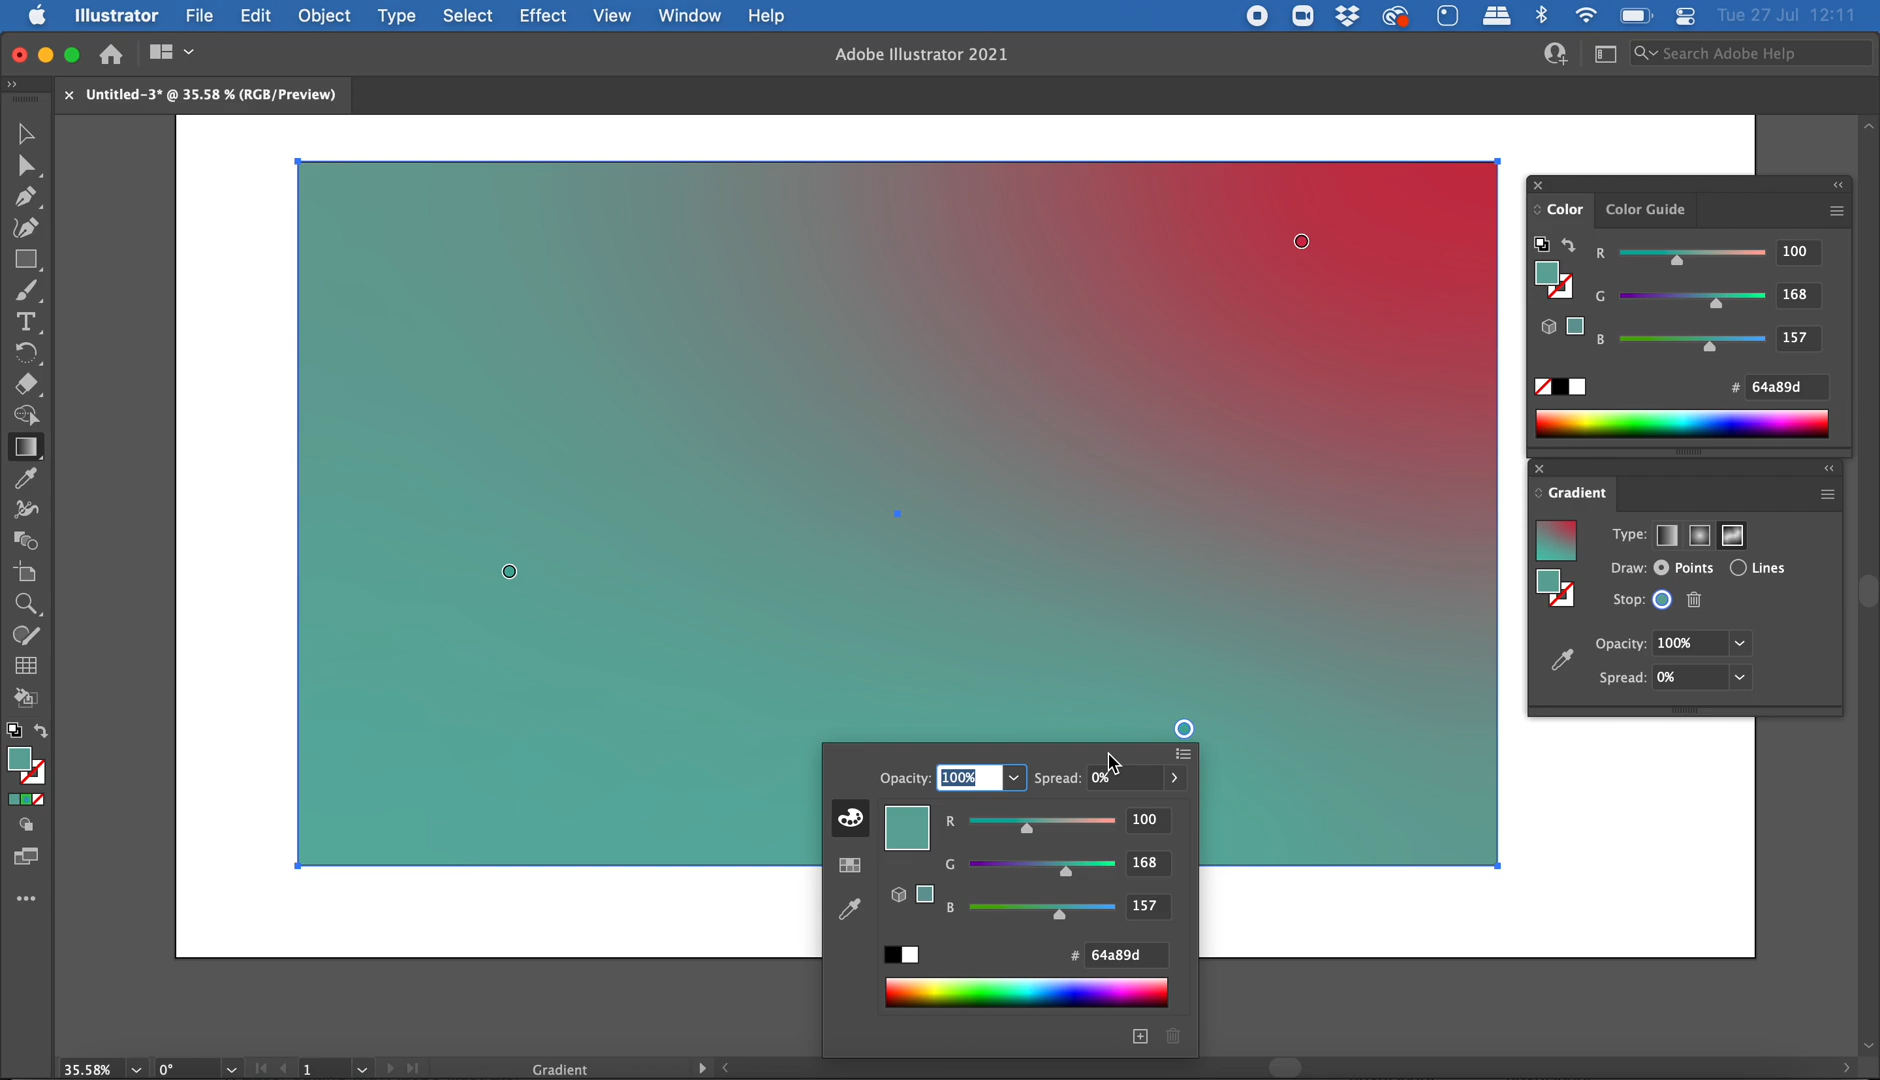 Illustrator File Edit Object Type Select Effect View Window Help Tue 27 Jul 12:11
Adobe Illustrator 2021 Search Adobe Help
Untitled-3* @ 35.58 % (RGB/Preview)
Color Color Guide
R 100
G 168
B 157
# 64a89d
Gradient
Type:
Draw: Points Lines
Stop:
Opacity: 100%
Spread: 0%
Opacity: 100% Spread: 0%
R 100
G 168
B 157
# 64a89d
35.58% 0° 1 Gradient